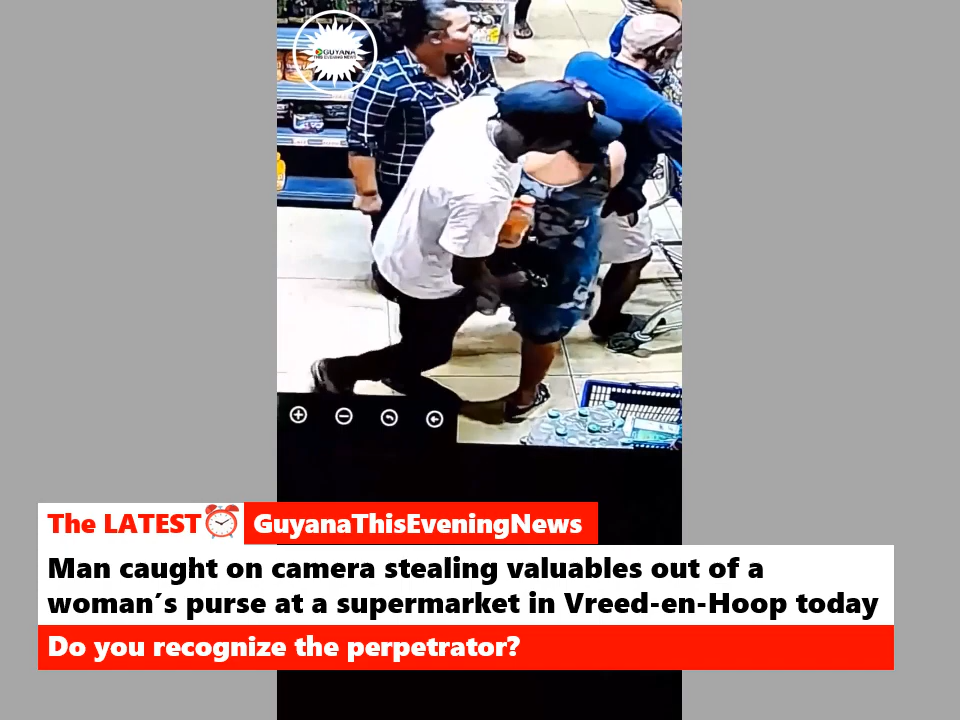 GUYANA
THIS EVENING NEWS
The LATEST GuyanaThisEveningNews
Man caught on camera stealing valuables out of a
woman´s purse at a supermarket in Vreed-en-Hoop today
Do you recognize the perpetrator?